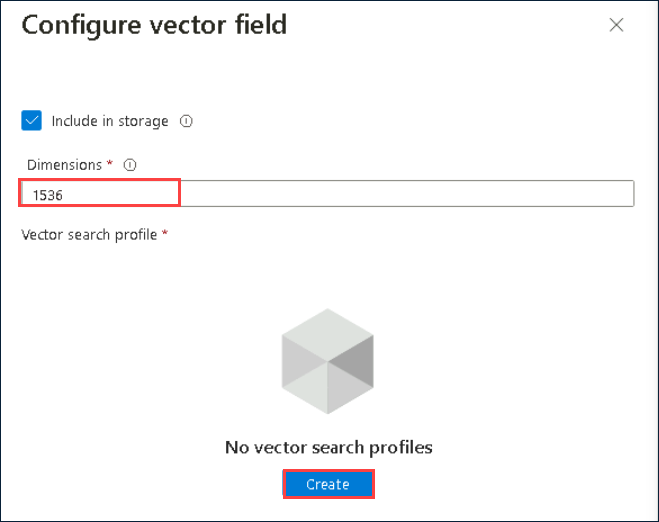 Configure vector field
Include in storage
Dimensions *
1536
Vector search profile *
No vector search profiles
Create